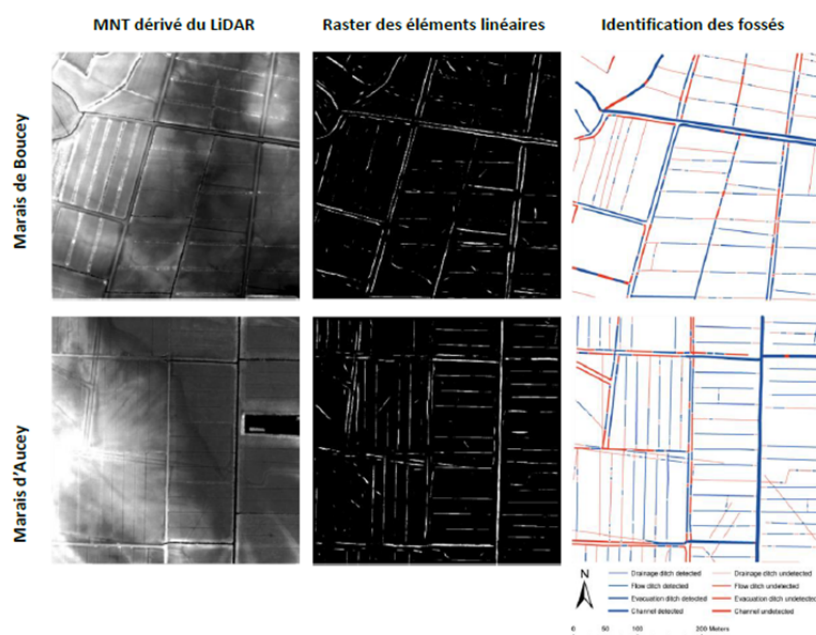 MNT dérivé du LiDAR
Raster des éléments linéaires
Identification des fossés
Marais de Boucey
Marais d'Aucey
N
Drainage ditch detected
Drainage ditch undetected
Flow ditch detected
Flow ditch undetected
Evacuation ditch detected
Evacuation ditch undetected
Channel detected
Channel undetected
0 50 100 200 Meters